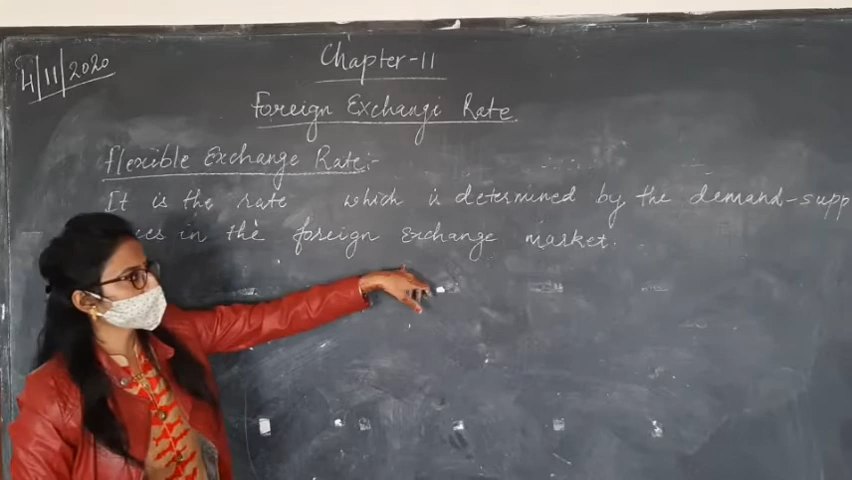 4/11/2020
Chapter-11
Foreign Exchange Rate
Flexible Exchange Rate:-
It is the rate which is determined by the demand-supp
in the foreign exchange market.